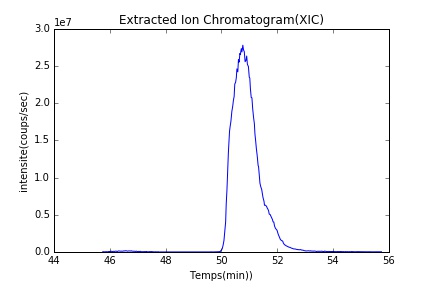 Extracted Ion Chromatogram(XIC)
1e7
3.0
2.5
2.0
1.5
1.0
0.5
0.0
intensite(coups/sec)
44 46 48 50 52 54 56
Temps(min))